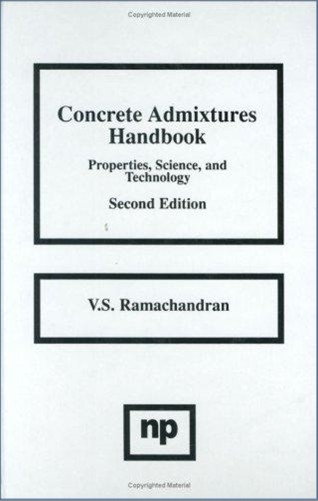 Copyrighted Material
Concrete Admixtures
Handbook
Properties, Science, and
Technology
Second Edition
V.S. Ramachandran
np
Copyrighted Material